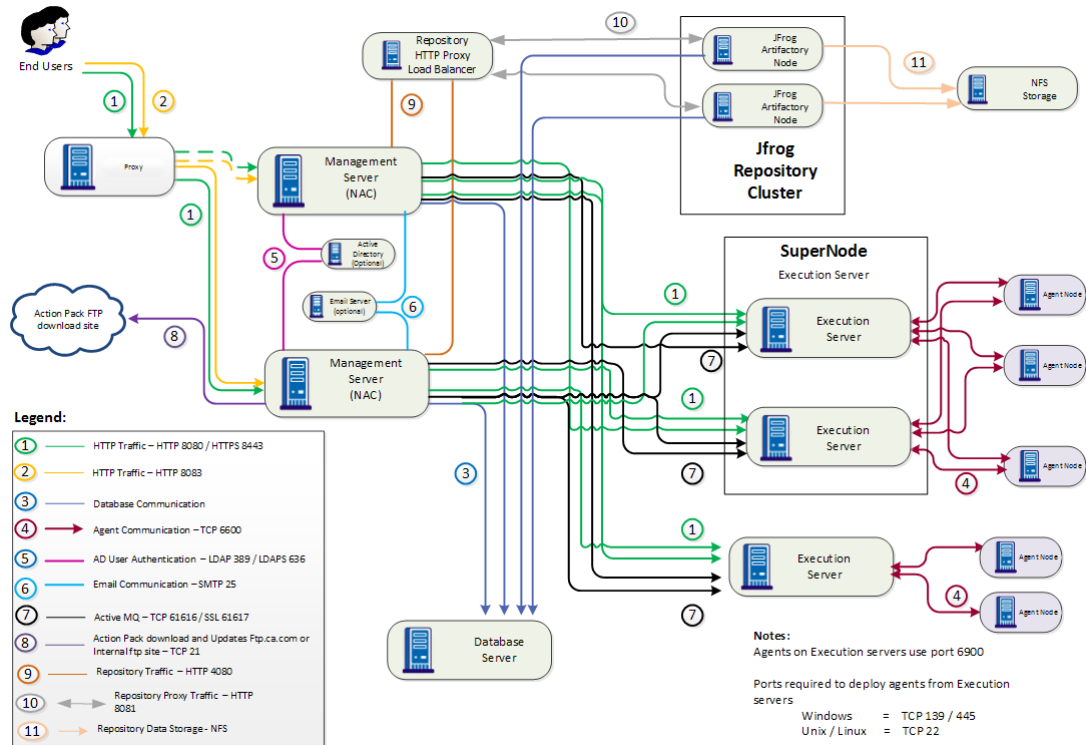 End Users
1
2
Proxy
1
Repository
HTTP Proxy
Load Balancer
9
10
JFrog
Artifactory
Node
JFrog
Artifactory
Node
Jfrog
Repository
Cluster
11
NFS
Storage
Management
Server
(NAC)
5
Active
Directory
(Optional)
Email Server
(optional)
6
Action Pack FTP
download site
8
Management
Server
(NAC)
SuperNode
Execution Server
1
Execution
Server
7
1
Execution
Server
7
Agent Node
Agent Node
Agent Node
4
3
1
Execution
Server
7
Agent Node
4
Agent Node
Database
Server
Legend:
1 HTTP Traffic – HTTP 8080 / HTTPS 8443
2 HTTP Traffic – HTTP 8083
3 Database Communication
4 Agent Communication – TCP 6600
5 AD User Authentication – LDAP 389 / LDAPS 636
6 Email Communication – SMTP 25
7 Active MQ – TCP 61616 / SSL 61617
8 Action Pack download and Updates Ftp.ca.com or
Internal ftp site – TCP 21
9 Repository Traffic – HTTP 4080
10 Repository Proxy Traffic – HTTP
8081
11 Repository Data Storage - NFS
Notes:
Agents on Execution servers use port 6900
Ports required to deploy agents from Execution
servers
Windows = TCP 139 / 445
Unix / Linux = TCP 22